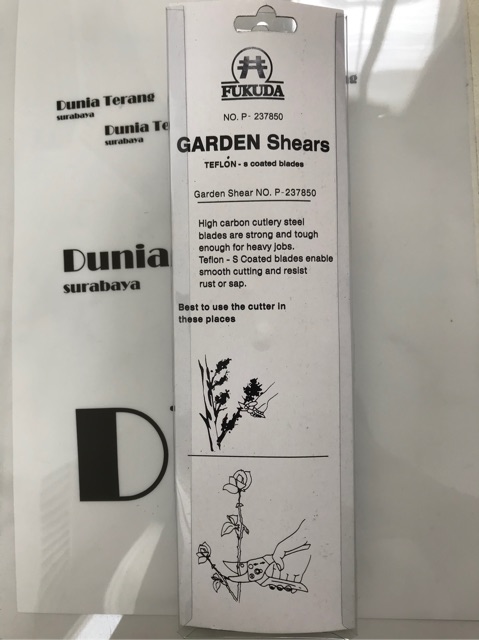 FUKUDA
NO. P- 237850
GARDEN Shears
TEFLON - s coated blades
Garden Shear NO. P-237850
High carbon cutlery steel
blades are strong and tough
enough for heavy jobs.
Teflon - S Coated blades enable
smooth cutting and resist
rust or sap.
Best to use the cutter in
these places
Dunia Terang
surabaya
Dunia Te
surabaya
Dunia
surabaya
D